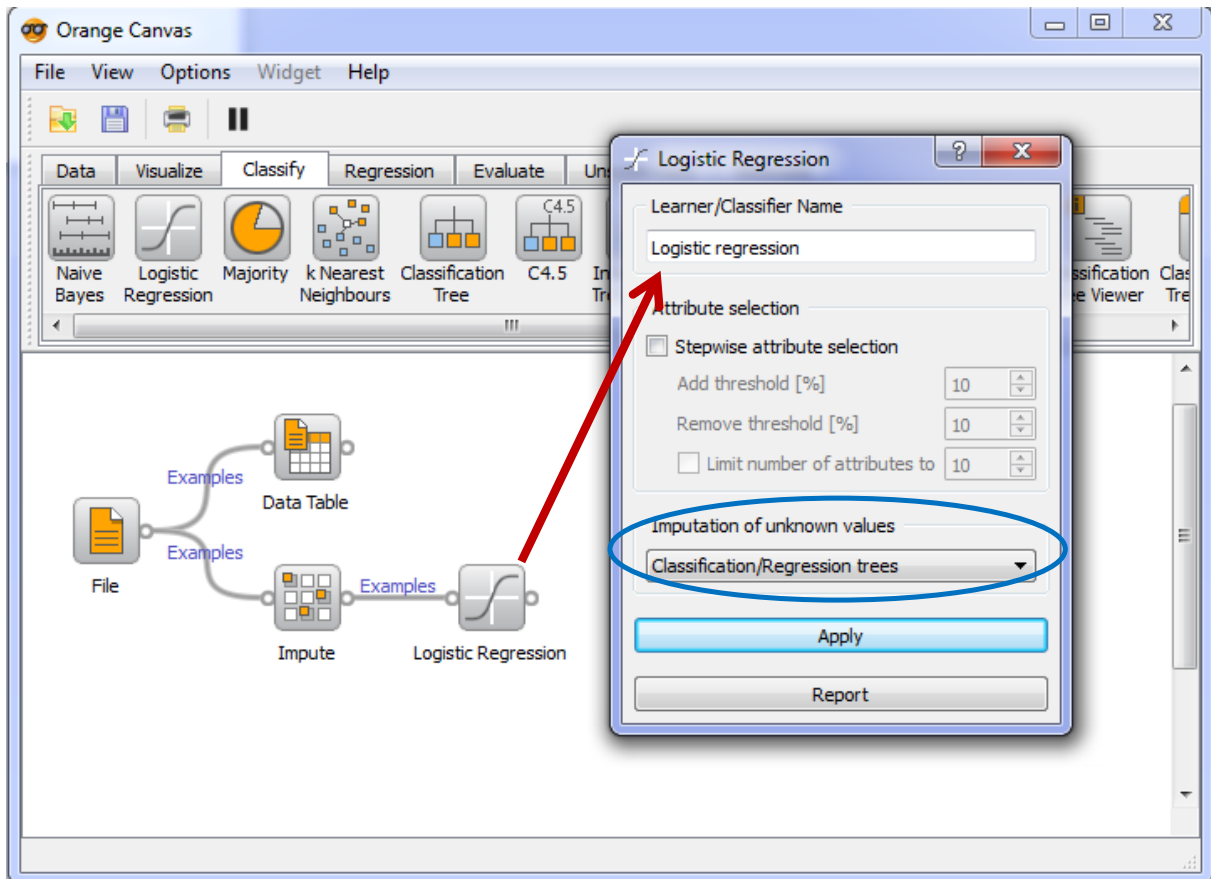 Orange Canvas
File View Options Widget Help
Data Visualize Classify Regression Evaluate
Naive Bayes
Logistic Regression
Majority
k Nearest Neighbours
Classification Tree
C4.5
C4.5
Logistic Regression
Learner/Classifier Name
Logistic regression
Attribute selection
Stepwise attribute selection
Add threshold [%] 10
Remove threshold [%] 10
Limit number of attributes to 10
Imputation of unknown values
Classification/Regression trees
Apply
Report
Examples
Data Table
File
Examples
Examples
Impute
Logistic Regression